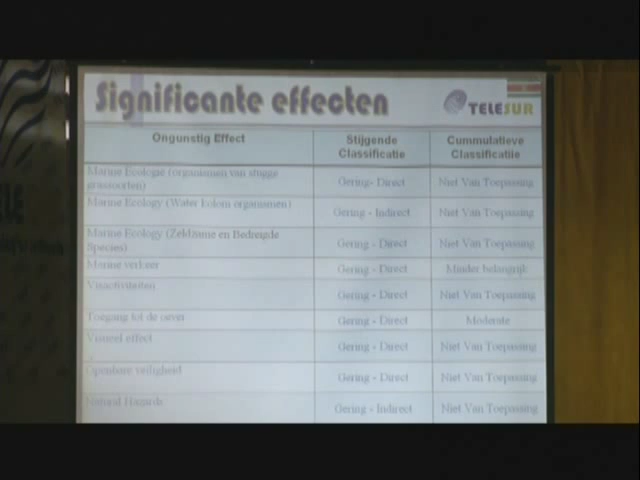 Significante effecten
TELESUR
Ongunstig Effect
Stijgende
Classificatie
Cummulatieve
Classificatiie
Marine Ecologie (organismen van
Gering- Direct
Niet Van Toepassing
Marine Ecology (Water kolom organismen)
Gering - Indirect
Niet Van Toepassing
Marine Ecology (Zeldzame en Bedreigde
Species)
Gering - Direct
Niet Van Toepassing
Marine verkeer
Gering - Direct
Minder belangrijk
Visactiviteiten
Gering - Direct
Niet Van Toepassing
Toegang tot de oever
Gering - Direct
Moderate
Visueel effect
Gering - Direct
Niet Van Toepassing
Openbare veiligheid
Gering - Direct
Niet Van Toepassing
Natural Hazards
Gering - Indirect
Niet Van Toepassing